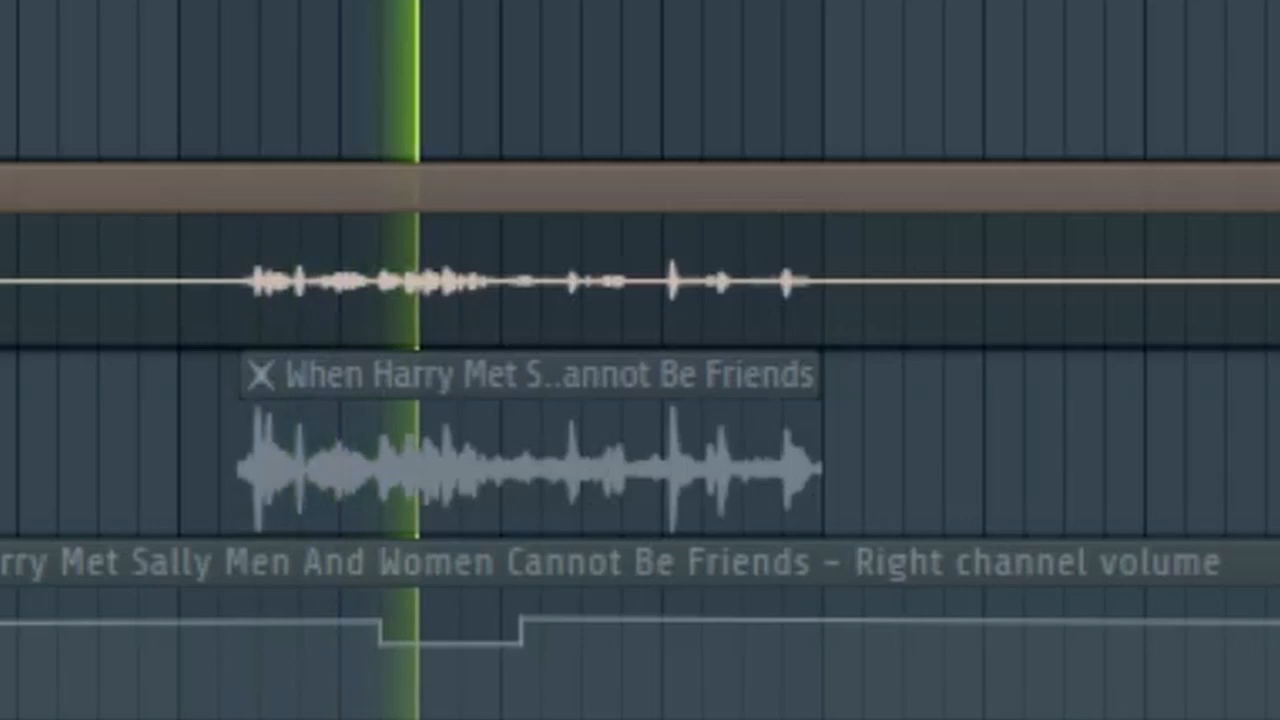 When Harry Met S..annot Be Friends
rry Met Sally Men And Women Cannot Be Friends - Right channel volume